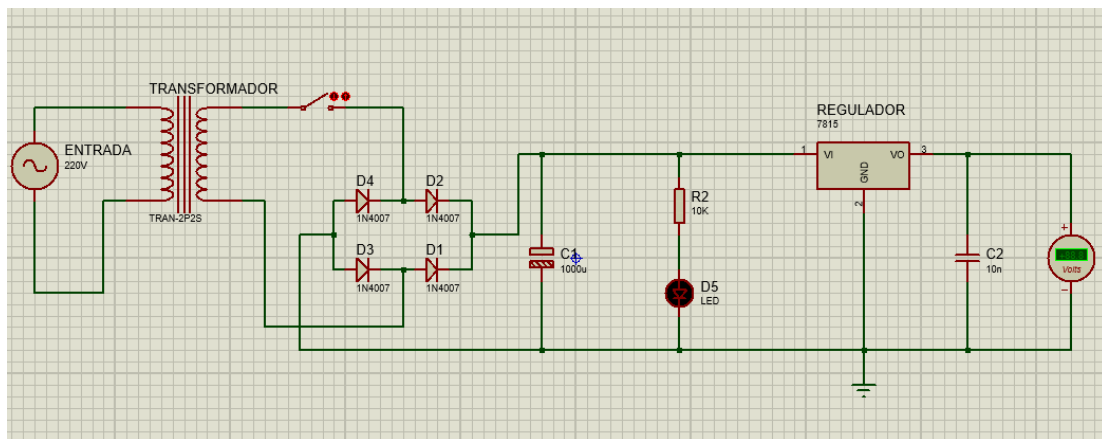 TRANSFORMADOR
REGULADOR
7815
ENTRADA
220V
1
VI
VO
3
GND
2
D4
D2
1N4007
1N4007
R2
10K
TRAN-2P2S
D3
D1
1N4007
1N4007
C1
1000u
C2
10n
+
Volts
−
D5
LED